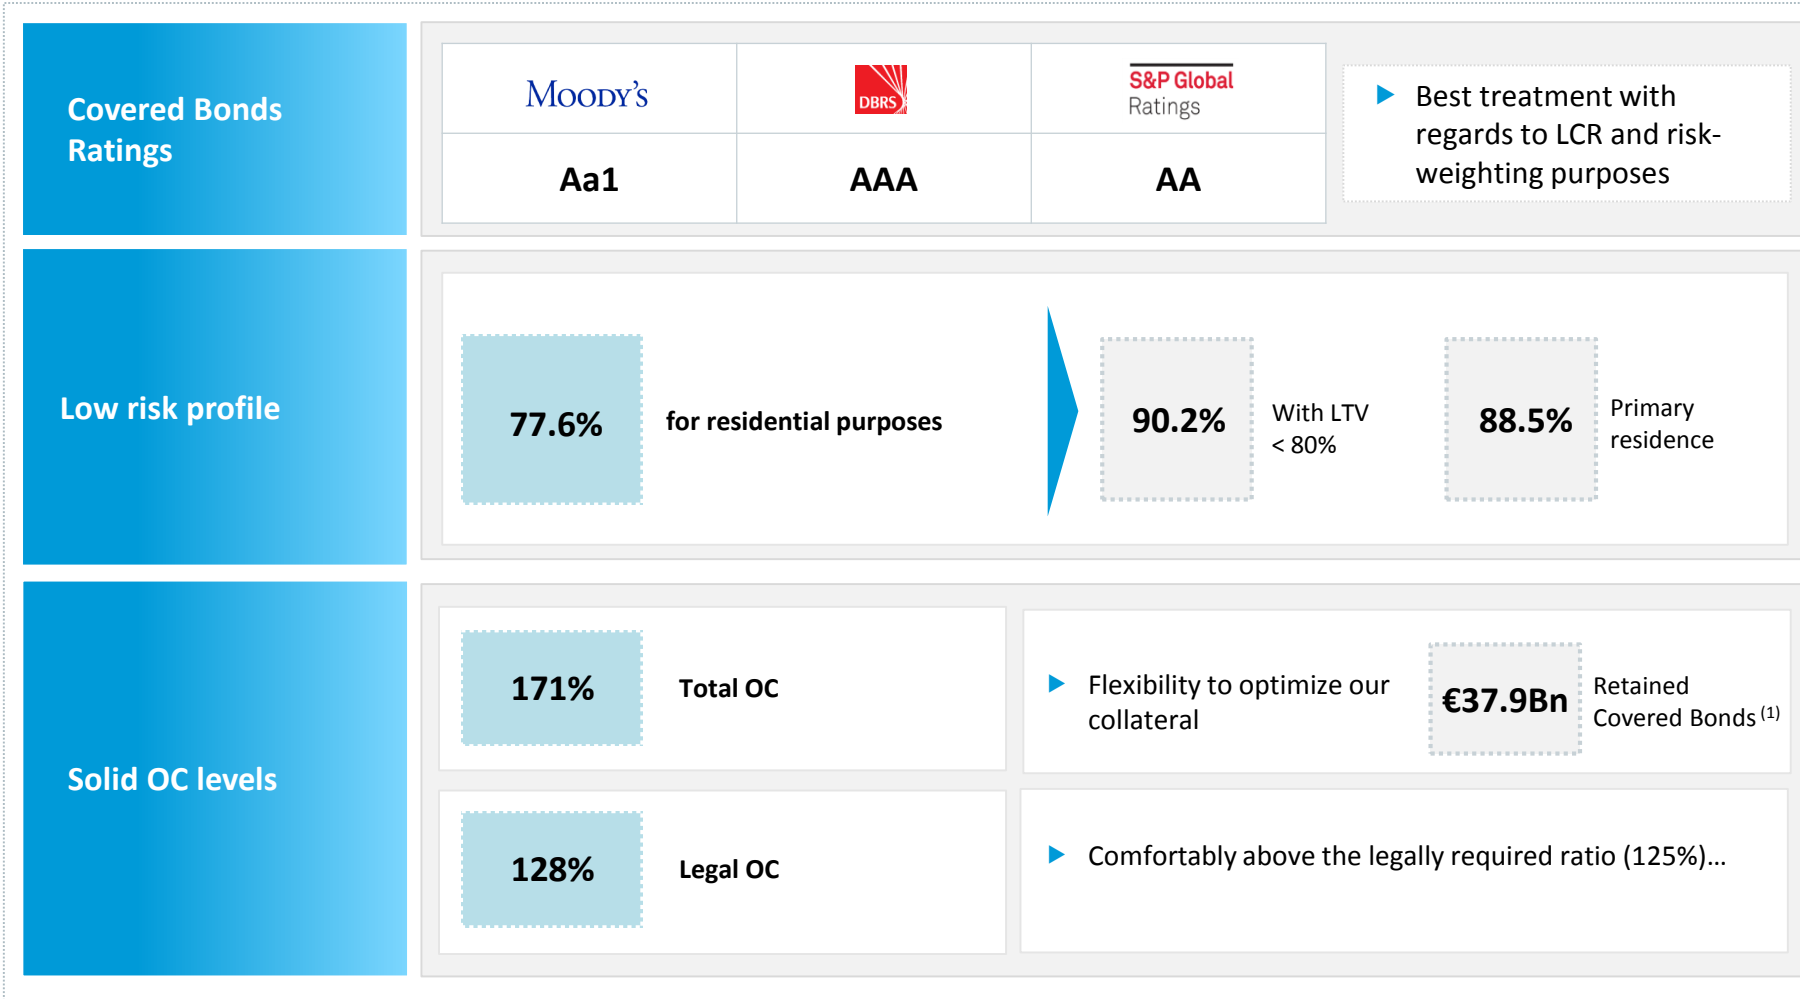 Covered Bonds
Ratings
MOODY'S
DBRS
S&P Global
Ratings
Aa1
AAA
AA
Best treatment with
regards to LCR and risk-
weighting purposes
Low risk profile
77.6%
for residential purposes
90.2%
With LTV
< 80%
88.5%
Primary
residence
Solid OC levels
171%
Total OC
Flexibility to optimize our
collateral
€37.9Bn
Retained
Covered Bonds (1)
128%
Legal OC
Comfortably above the legally required ratio (125%)...